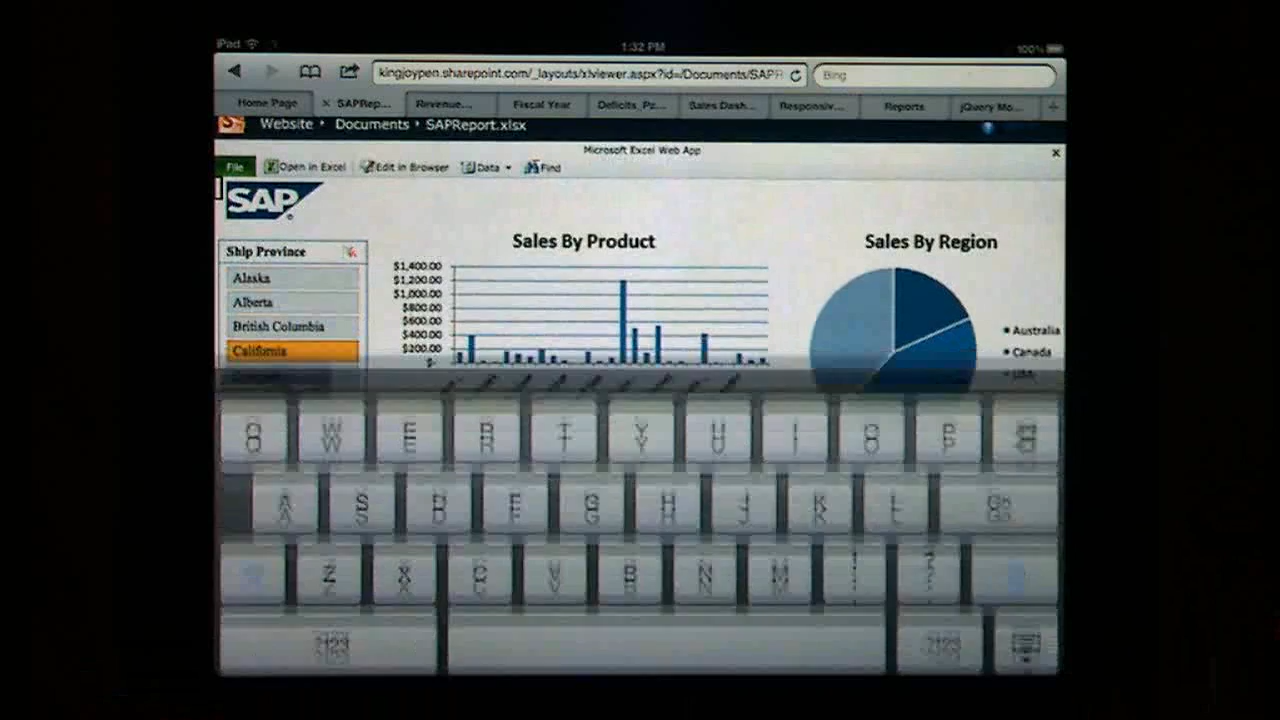 iPad 1:32 PM 100%
kingjoypen.sharepoint.com/_layouts/xlviewer.aspx?id=/Documents/SAPR Bing
Home Page × SAPRep... Revenue... Fiscal Year Deficits_Pz... Sales Dash... Responsiv... Reports jQuery Mo... +
Website ▸ Documents ▸ SAPReport.xlsx
Microsoft Excel Web App ×
File Open in Excel Edit in Browser Data Find
SAP®
Sales By Product Sales By Region
Ship Province
Alaska
Alberta
British Columbia
California
$1,400.00
$1,200.00
$1,000.00
$800.00
$600.00
$400.00
$200.00
$-
Australia
Canada
USA
Q W E R T Y U I O P
A S D F G H J K L Go
Z X C V B N M
.?123 .?123